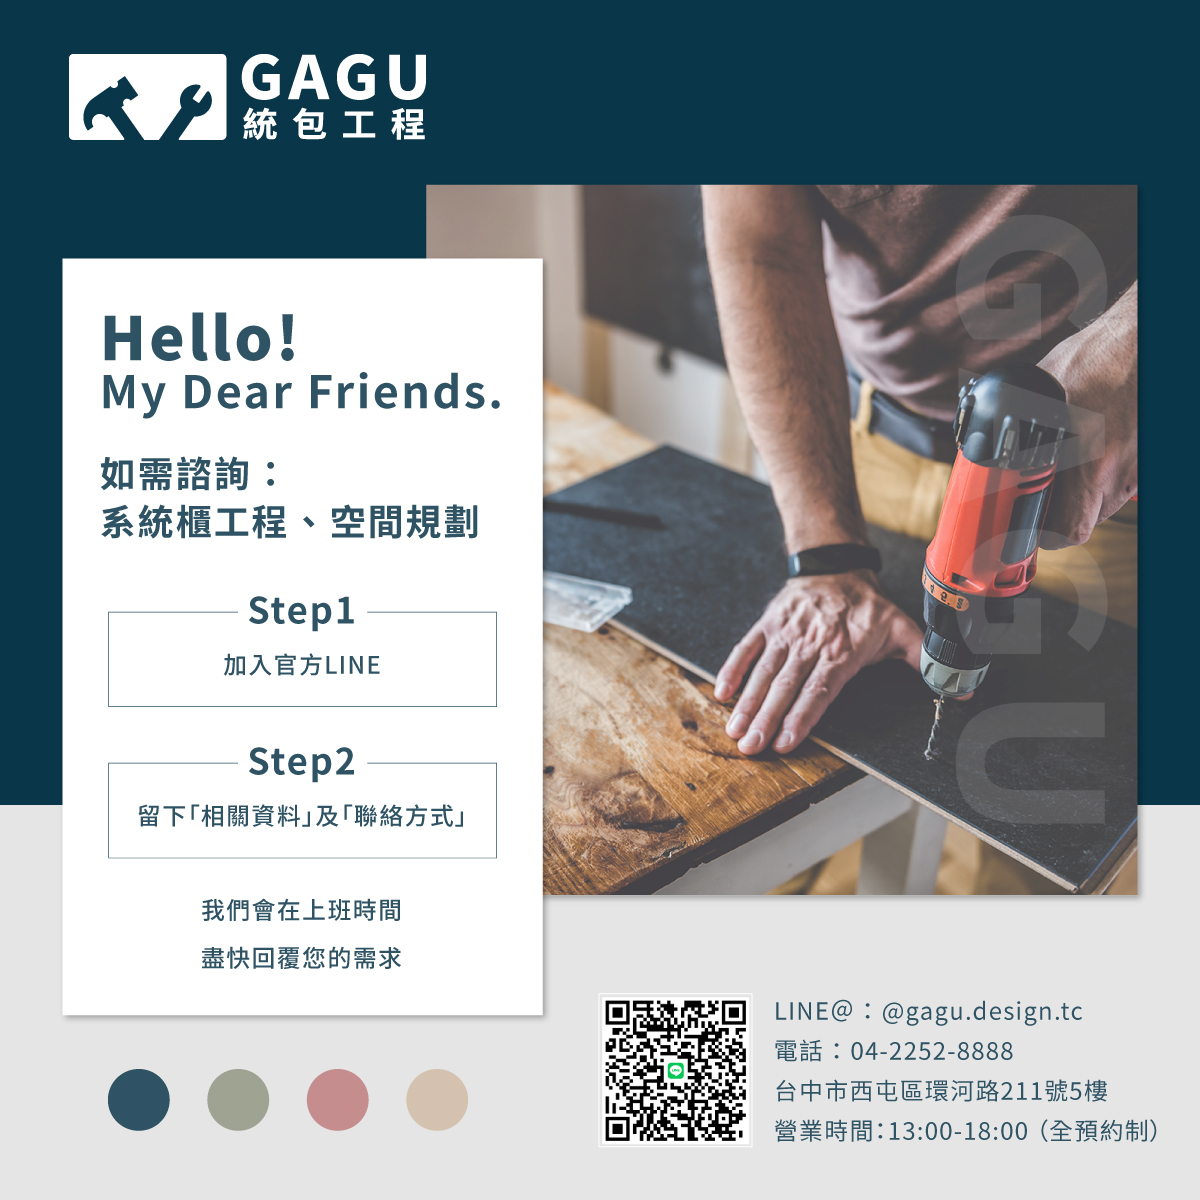 GAGU
統包工程
Hello!
My Dear Friends.
如需諮詢：
系統櫃工程、空間規劃
Step1
加入官方LINE
Step2
留下「相關資料」及「聯絡方式」
我們會在上班時間
盡快回覆您的需求
GAGU
LINE@：@gagu.design.tc
電話：04-2252-8888
台中市西屯區環河路211號5樓
營業時間：13:00-18:00（全預約制）